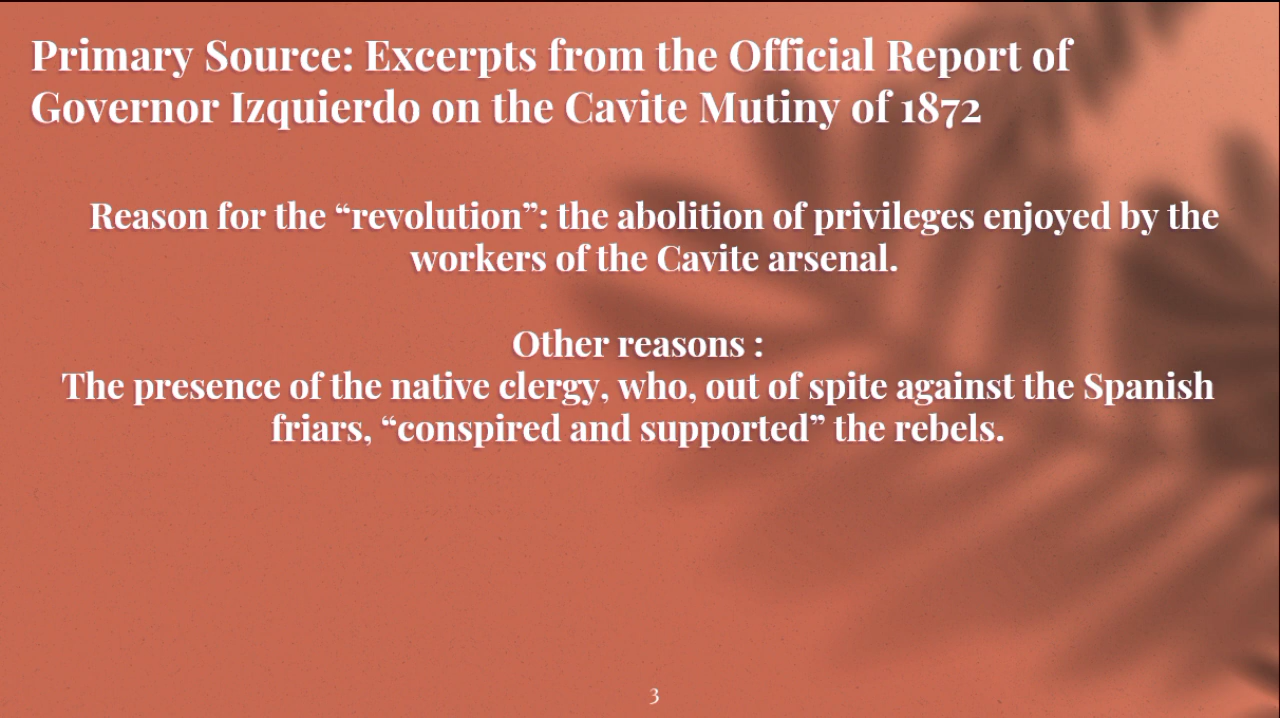 Primary Source: Excerpts from the Official Report of
Governor Izquierdo on the Cavite Mutiny of 1872
Reason for the “revolution”: the abolition of privileges enjoyed by the
workers of the Cavite arsenal.
Other reasons :
The presence of the native clergy, who, out of spite against the Spanish
friars, “conspired and supported” the rebels.
3